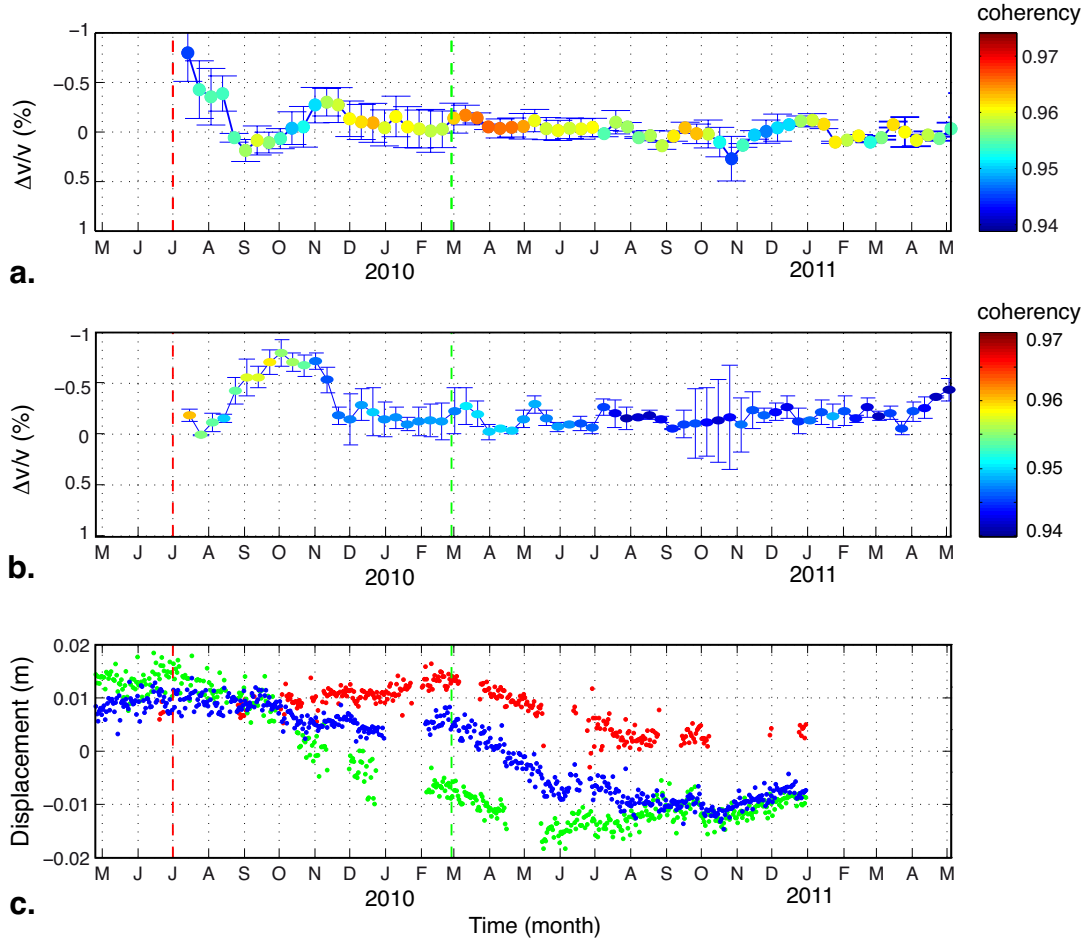 coherency
−1
−0.5
0
0.5
1
Δv/v (%)
0.97
0.96
0.95
0.94
M J J A S O N D J F M A M J J A S O N D J F M A M
2010 2011
a.
coherency
−1
−0.5
0
0.5
1
Δv/v (%)
0.97
0.96
0.95
0.94
M J J A S O N D J F M A M J J A S O N D J F M A M
2010 2011
b.
0.02
0.010
0
−0.01
−0.02
Displacement (m)
M J J A S O N D J F M A M J J A S O N D J F M A M
2010 2011
c.
Time (month)